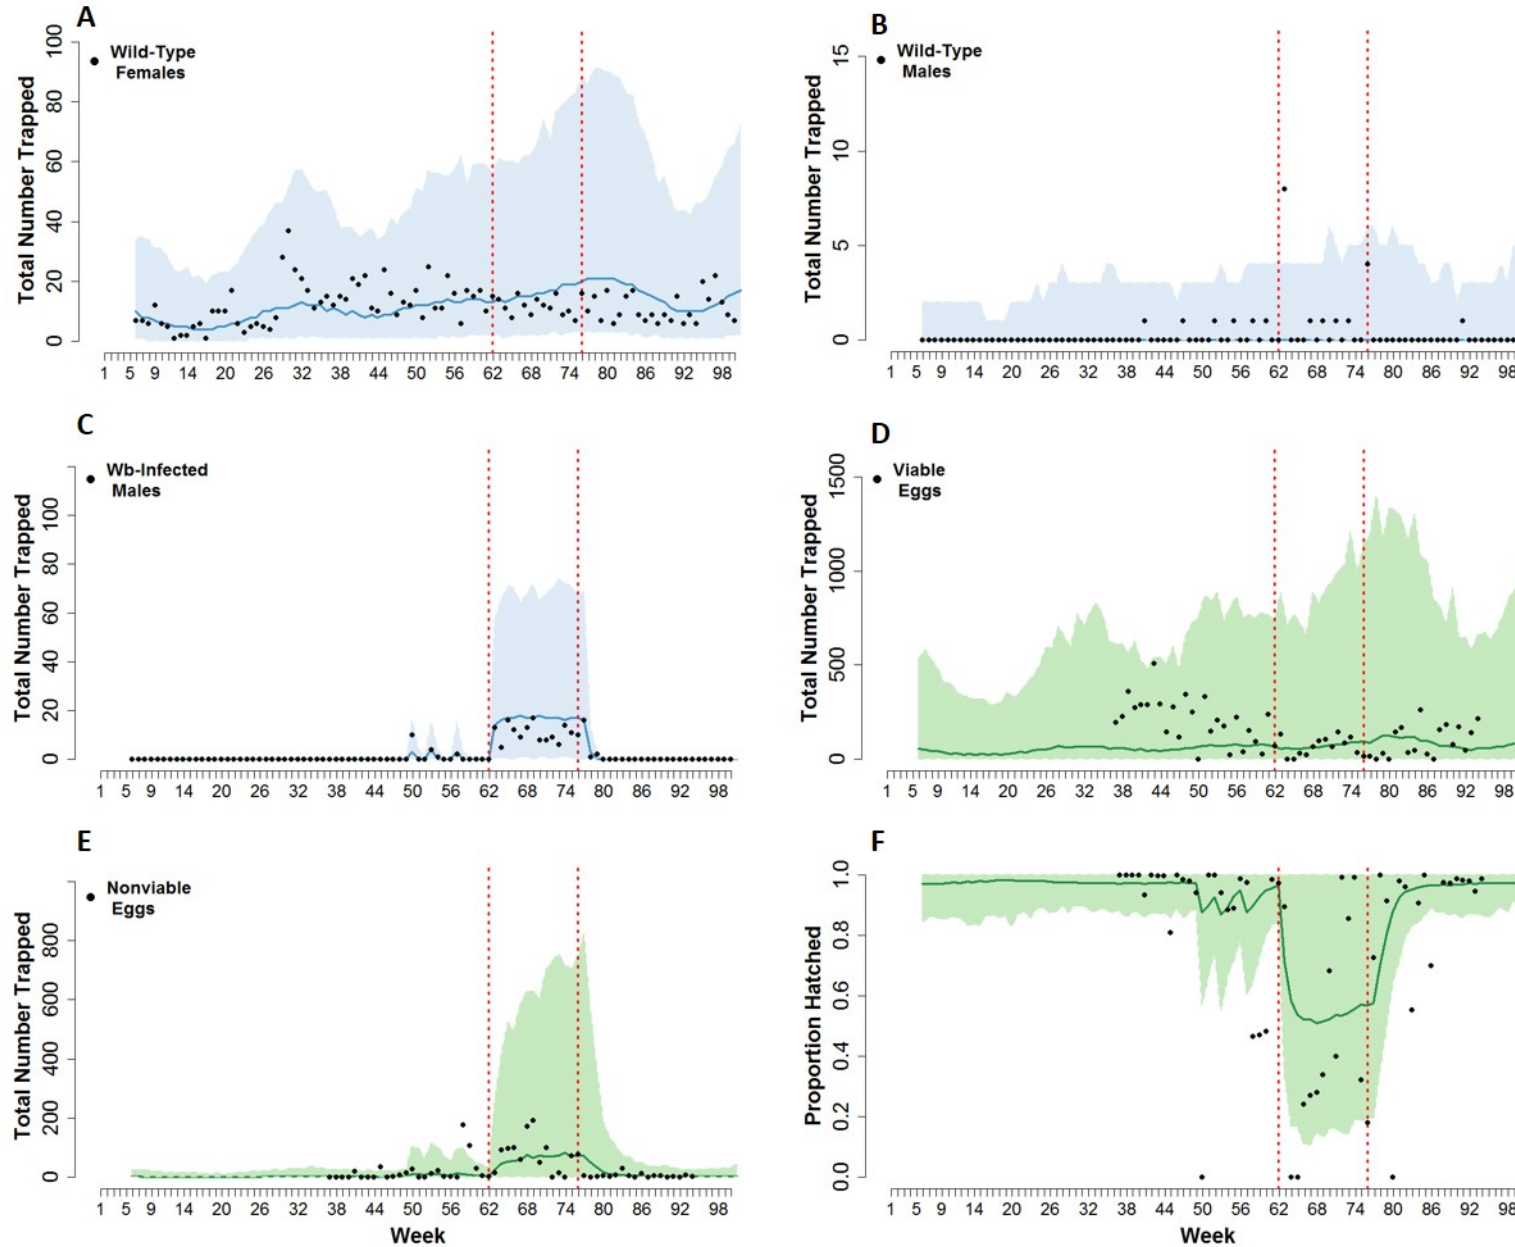 A
Wild-Type
Females
Total Number Trapped
0 20 40 60 80 100
1 5 9 14 20 26 32 38 44 50 56 62 68 74 80 86 92 98
B
Wild-Type
Males
Total Number Trapped
0 5 10 15
1 5 9 14 20 26 32 38 44 50 56 62 68 74 80 86 92 98
C
Wb-Infected
Males
Total Number Trapped
0 20 40 60 80 100
1 5 9 14 20 26 32 38 44 50 56 62 68 74 80 86 92 98
D
Viable
Eggs
Total Number Trapped
0 500 1000 1500
1 5 9 14 20 26 32 38 44 50 56 62 68 74 80 86 92 98
E
Nonviable
Eggs
Total Number Trapped
0 200 400 600 800
1 5 9 14 20 26 32 38 44 50 56 62 68 74 80 86 92 98
Week
F
Proportion Hatched
0.0 0.2 0.4 0.6 0.8 1.0
1 5 9 14 20 26 32 38 44 50 56 62 68 74 80 86 92 98
Week